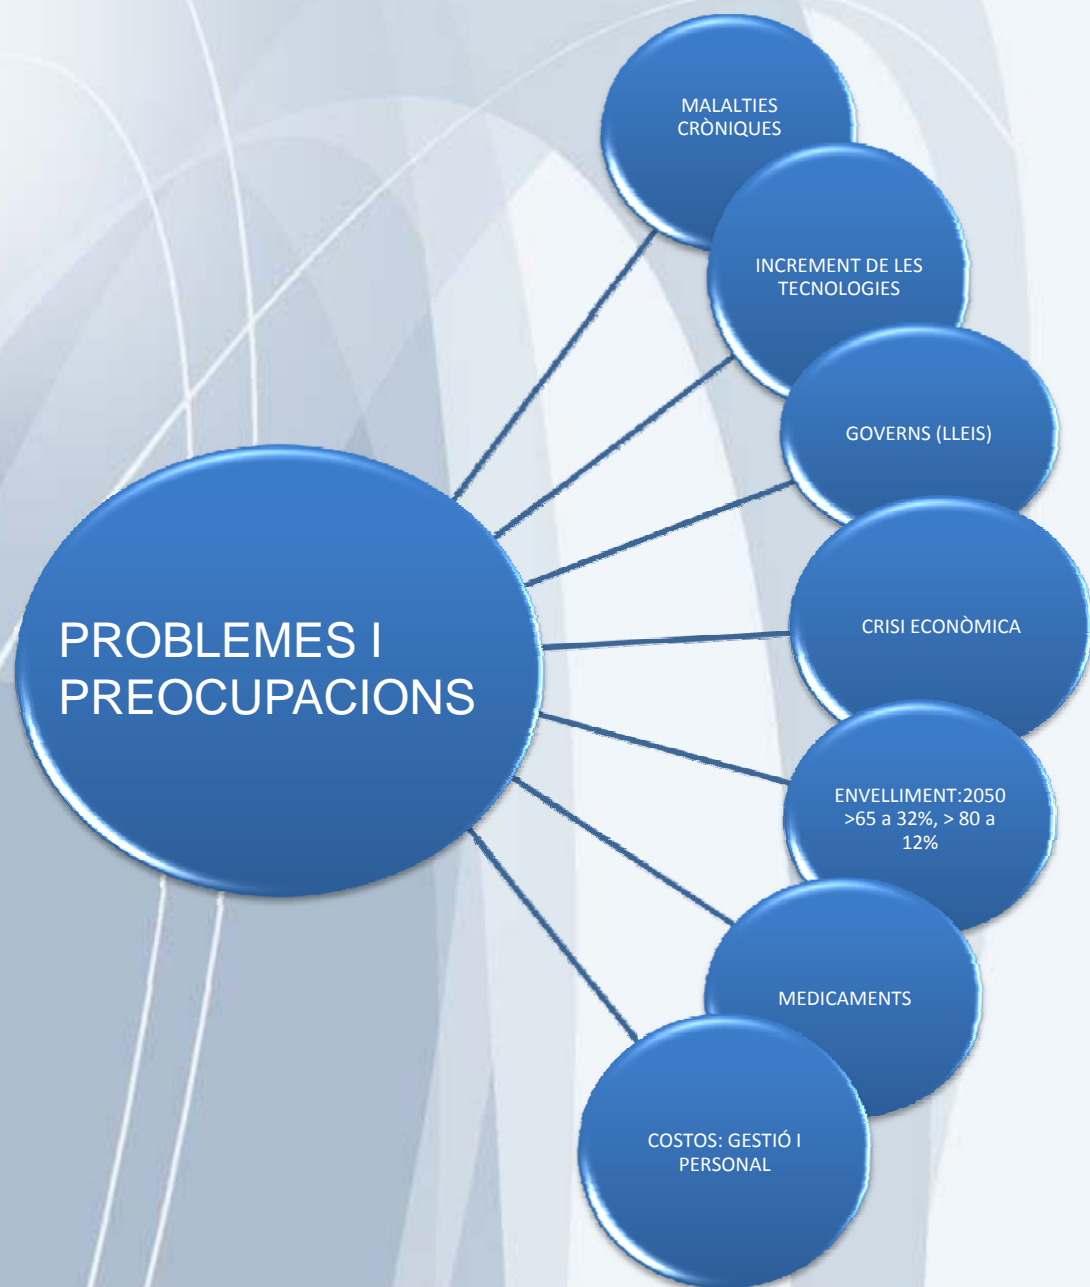 MALALTIES
CRÒNIQUES
INCREMENT DE LES
TECNOLOGIES
GOVERNS (LLEIS)
PROBLEMES I
PREOCUPACIONS
CRISI ECONÒMICA
ENVELLIMENT:2050
>65 a 32%, > 80 a
12%
MEDICAMENTS
COSTOS: GESTIÓ I
PERSONAL